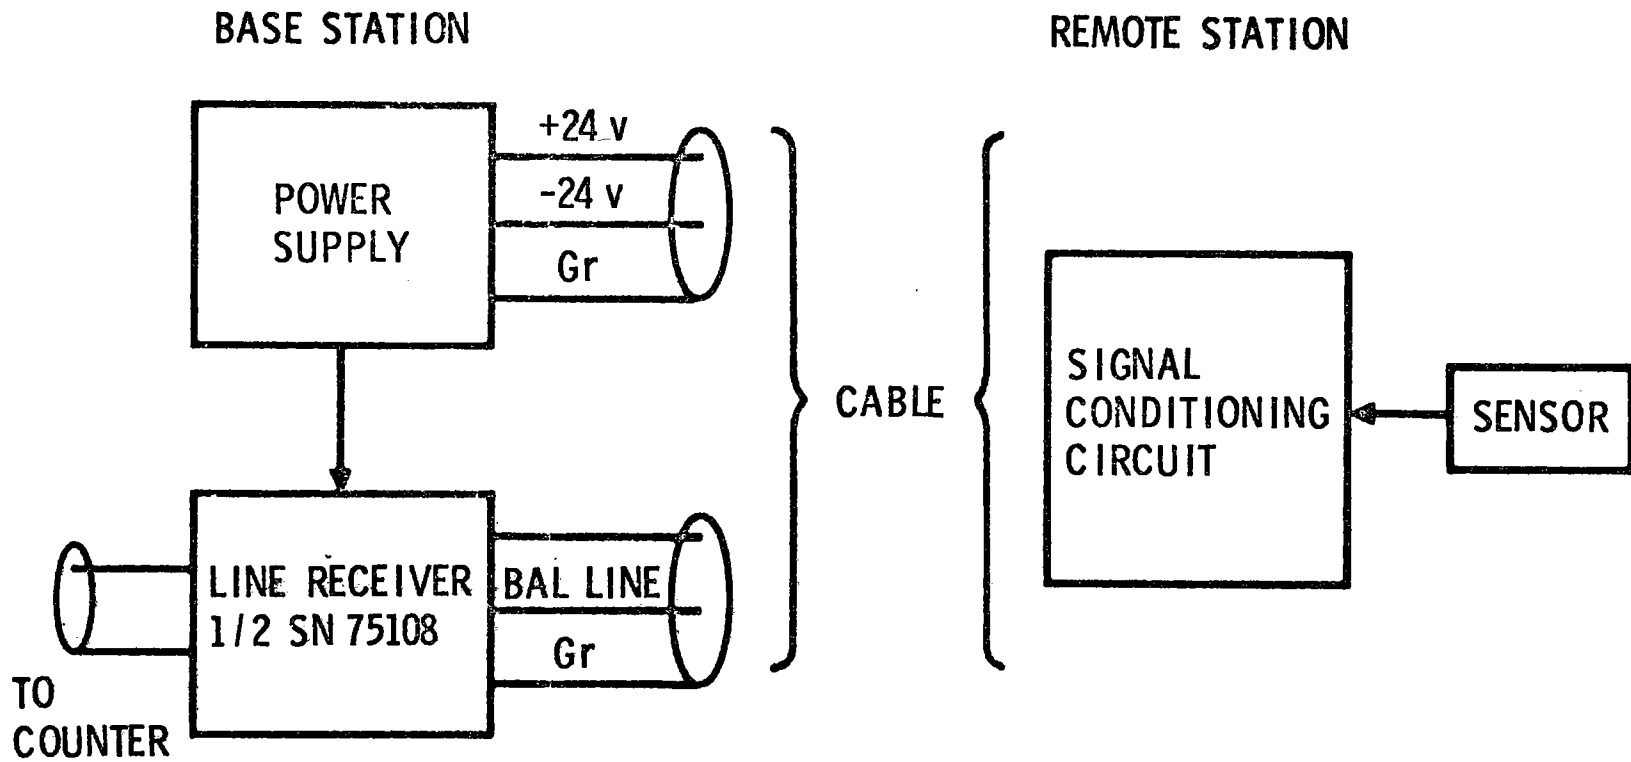 BASE STATION
REMOTE STATION
POWER
SUPPLY
+24 v
-24 v
Gr
CABLE
SIGNAL
CONDITIONING
CIRCUIT
SENSOR
LINE RECEIVER
1/2 SN 75108
BAL LINE
Gr
TO
COUNTER